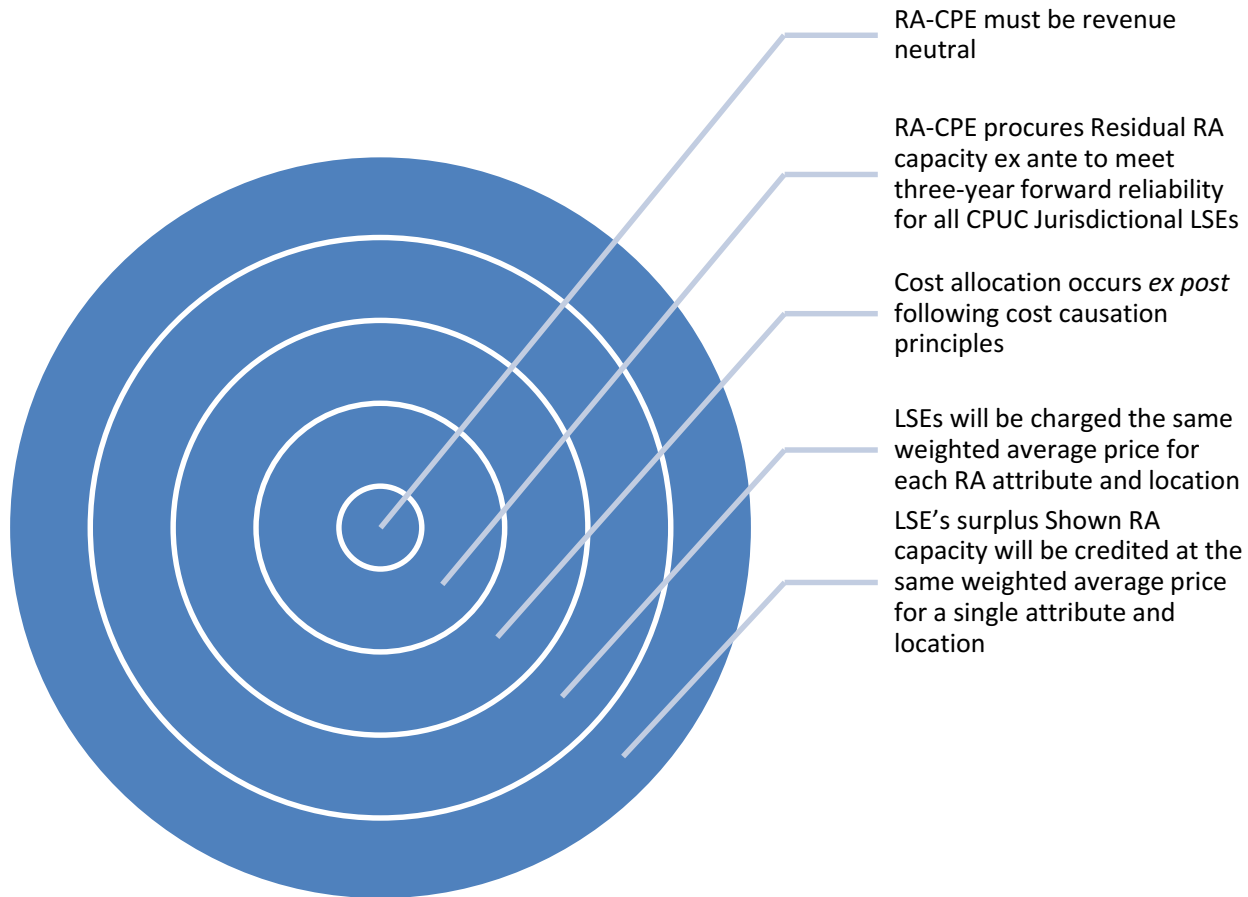 RA-CPE must be revenue
neutral
RA-CPE procures Residual RA
capacity ex ante to meet
three-year forward reliability
for all CPUC Jurisdictional LSEs
Cost allocation occurs ex post
following cost causation
principles
LSEs will be charged the same
weighted average price for
each RA attribute and location
LSE’s surplus Shown RA
capacity will be credited at the
same weighted average price
for a single attribute and
location